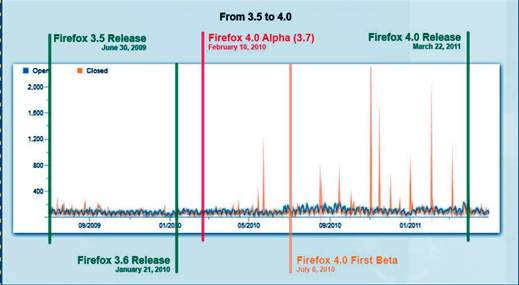 From 3.5 to 4.0
Firefox 3.5 Release
June 30, 2009
Firefox 4.0 Alpha (3.7)
February 10, 2010
Firefox 4.0 Release
March 22, 2011
Open
Closed
2,000
1,600
1,200
800
400
09/2009
01/2010
05/2010
09/2010
01/2011
Firefox 3.6 Release
January 21, 2010
Firefox 4.0 First Beta
July 6, 2010